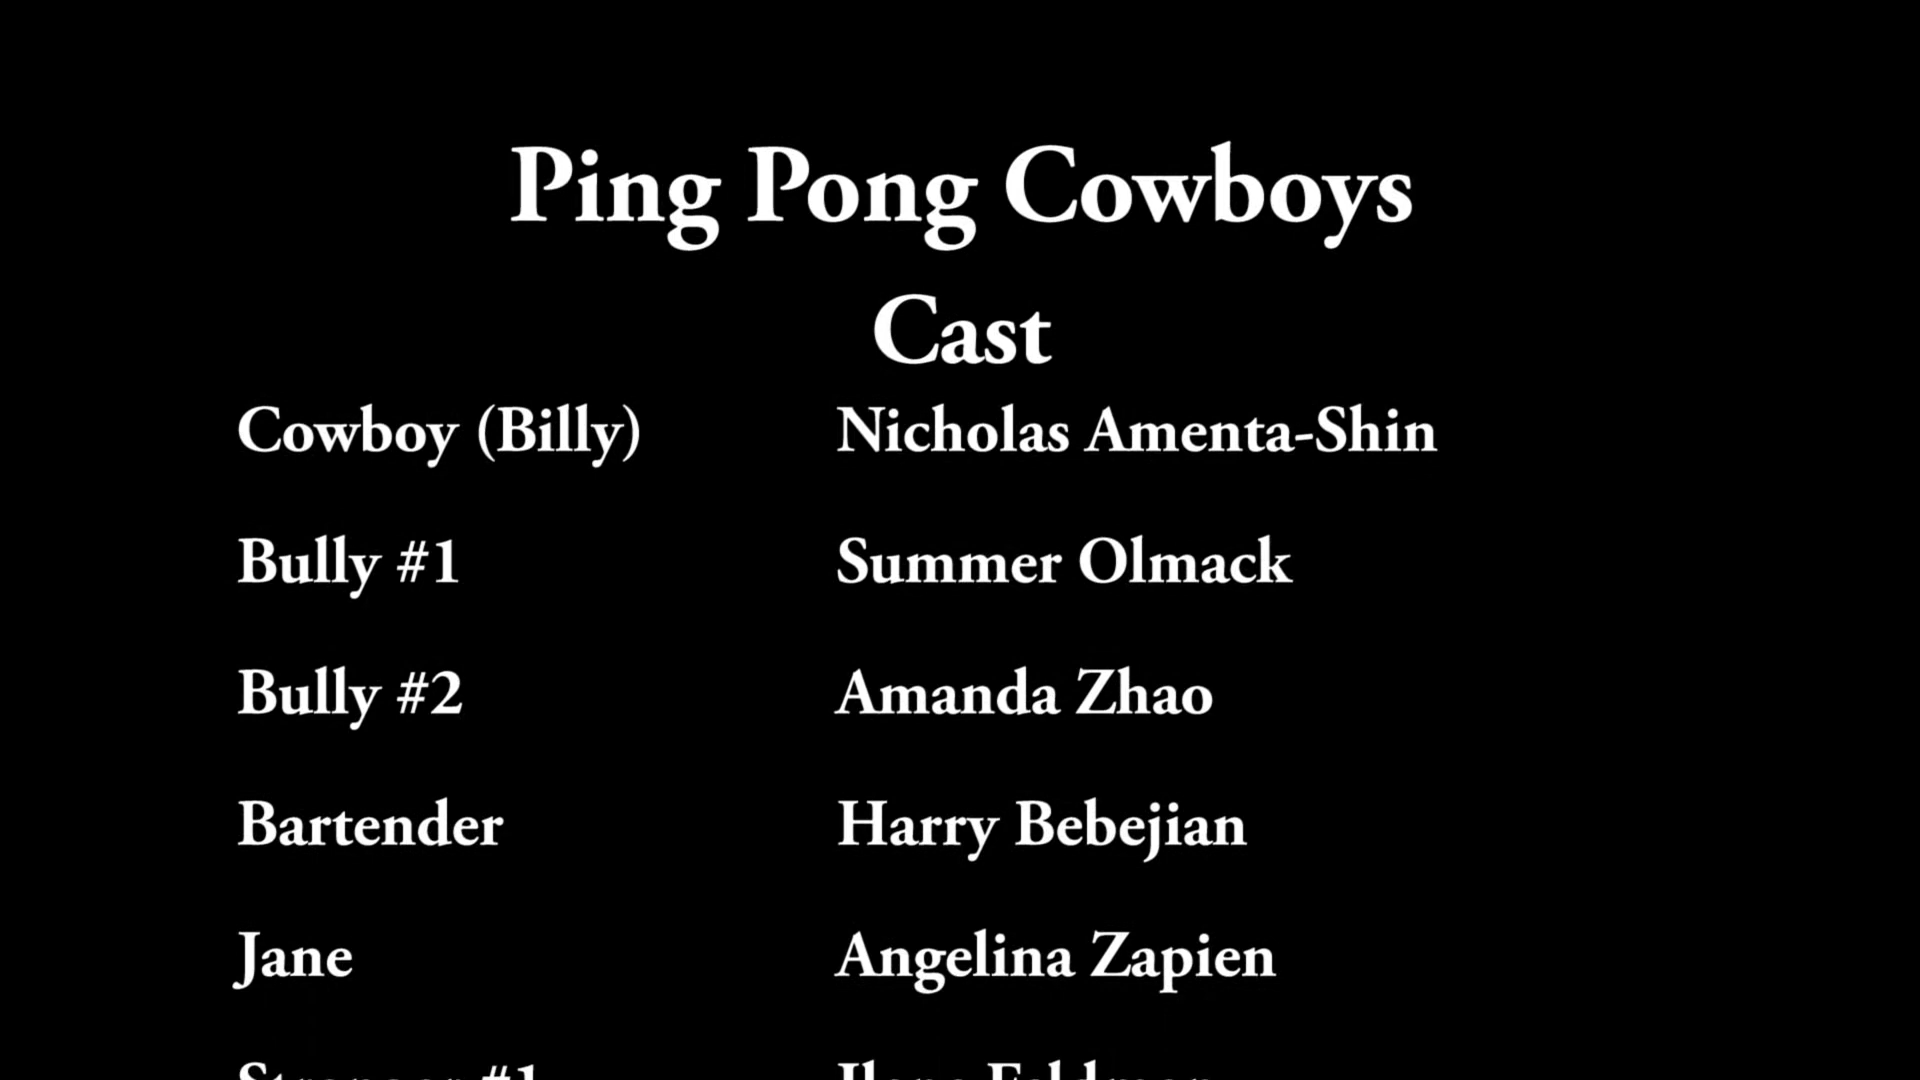 Ping Pong Cowboys
Cast
Cowboy (Billy) Nicholas Amenta-Shin
Bully #1 Summer Olmack
Bully #2 Amanda Zhao
Bartender Harry Bebejian
Jane Angelina Zapien
#1